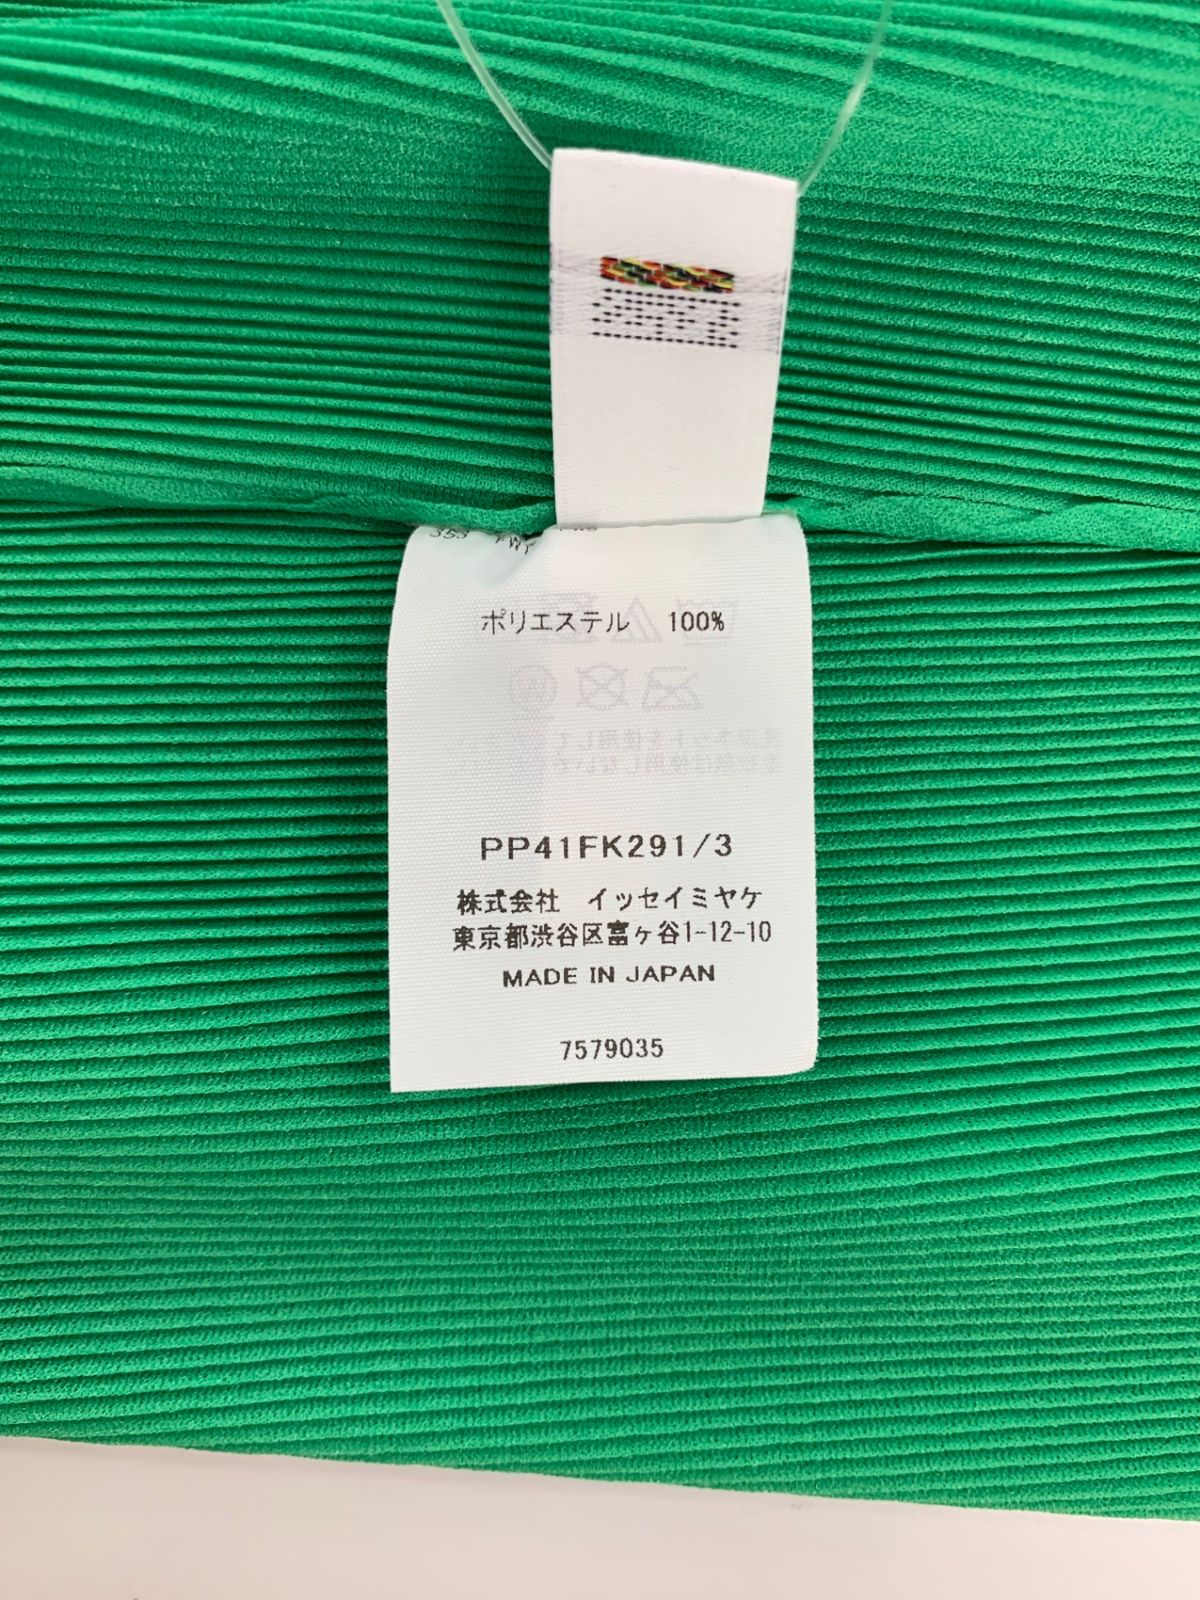 ポリエステル 100%
PP41FK291/3
株式会社 イッセイミヤケ
東京都渋谷区富ヶ谷1-12-10
MADE IN JAPAN
7579035